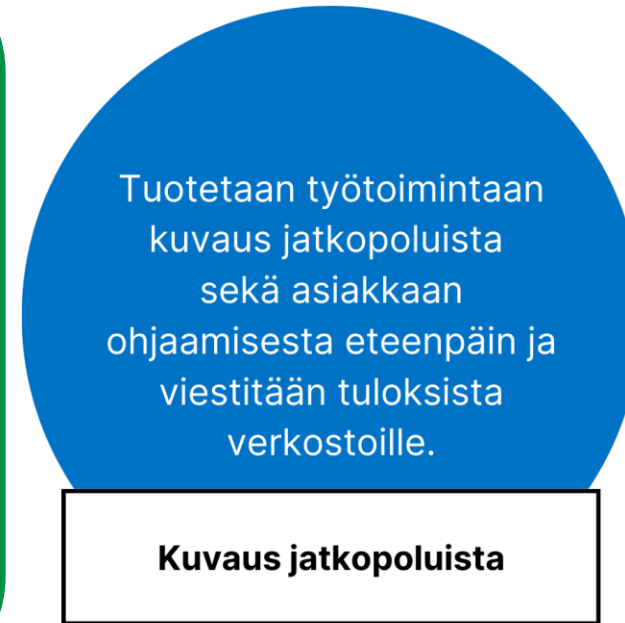 Tuotetaan työtoimintaan
kuvaus jatkopoluista
sekä asiakkaan
ohjaamisesta eteenpäin ja
viestitään tuloksista
verkostoille.
Kuvaus jatkopoluista